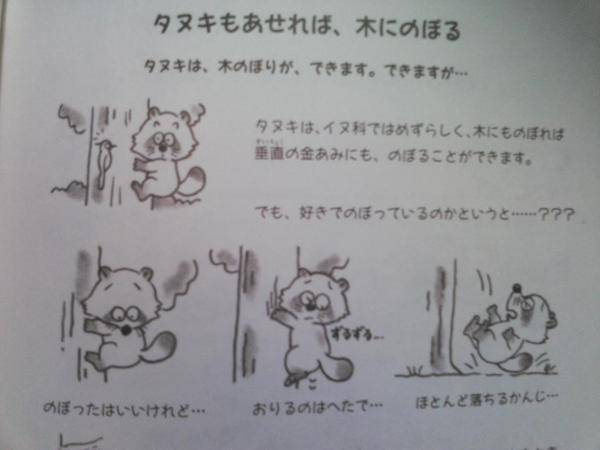 タヌキもあせれば、木にのぼる
タヌキは、木のぼりが、できます。できますが…
タヌキは、イヌ科ではめずらしく、木にものぼれば
すいちょく
垂直の金あみにも、のぼることができます。
でも、好きでのぼっているのかというと……???
ずるずる…
のぼったはいいけれど…
おりるのはへたで…
ほとんど落ちるかんじ…